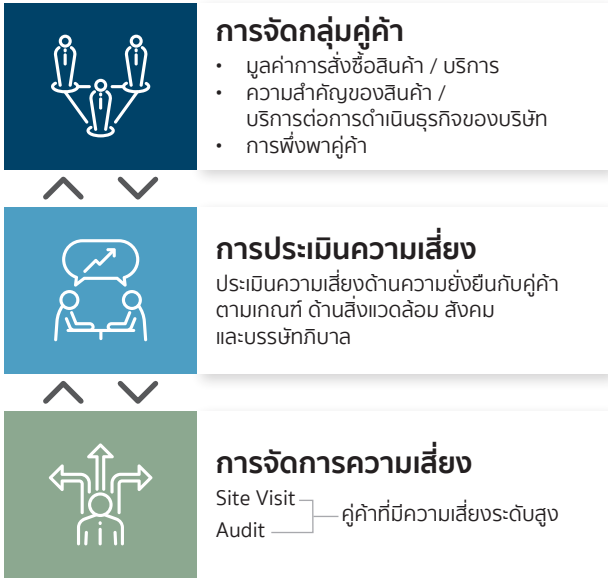 การจัดกลุ่มคู่ค้า
• มูลค่าการสั่งซื้อสินค้า / บริการ
• ความสำคัญของสินค้า /
บริการต่อการดำเนินธุรกิจของบริษัท
• การพึ่งพาคู่ค้า
การประเมินความเสี่ยง
ประเมินความเสี่ยงด้านความยั่งยืนกับคู่ค้า
ตามเกณฑ์ ด้านสิ่งแวดล้อม สังคม
และบรรษัทภิบาล
การจัดการความเสี่ยง
Site Visit
Audit
คู่ค้าที่มีความเสี่ยงระดับสูง